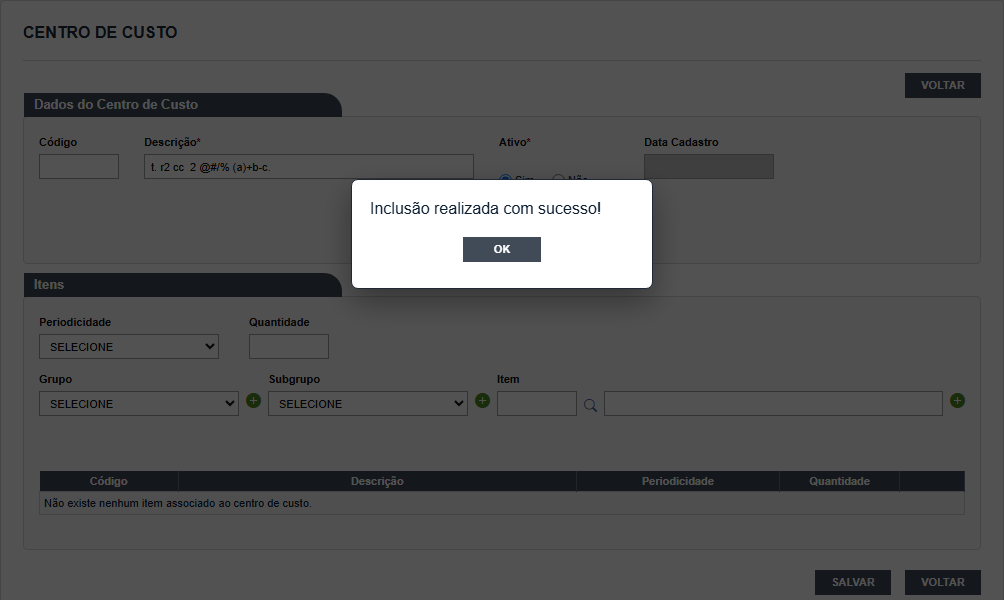 CENTRO DE CUSTO
VOLTAR
Dados do Centro de Custo
Código Descrição* Ativo* Data Cadastro
t. r2 cc  2 @#/% (a)+b-c.
Sim Não
Inclusão realizada com sucesso!
OK
Itens
Periodicidade Quantidade
SELECIONE
Grupo Subgrupo Item
SELECIONE SELECIONE
Código Descrição Periodicidade Quantidade
Não existe nenhum item associado ao centro de custo.
SALVAR VOLTAR